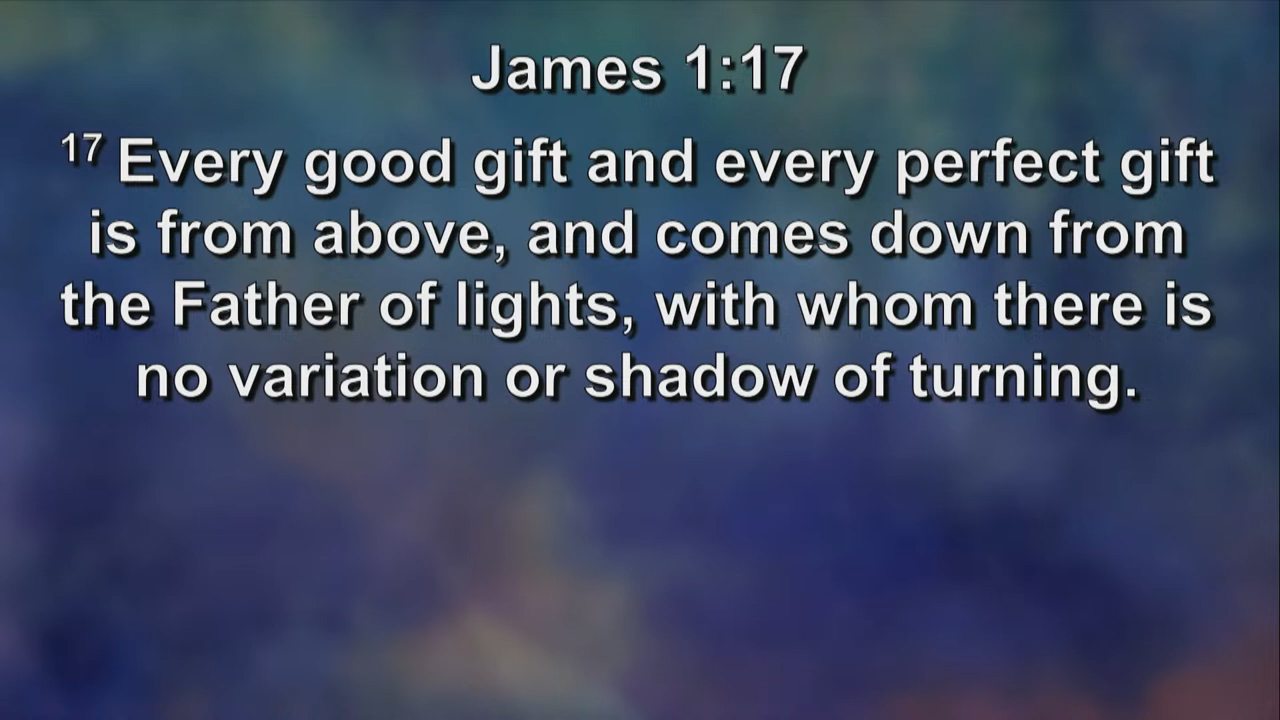 James 1:17
17 Every good gift and every perfect gift
is from above, and comes down from
the Father of lights, with whom there is
no variation or shadow of turning.